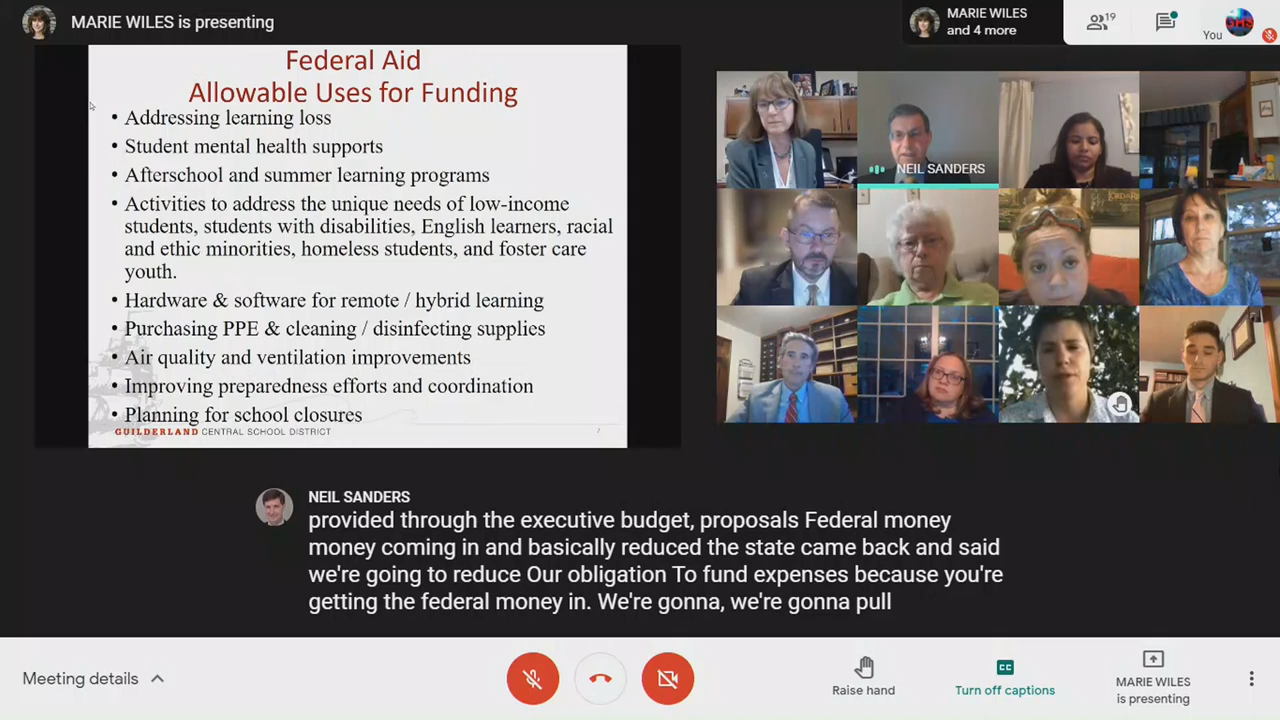 MARIE WILES is presenting
MARIE WILES
and 4 more
19
You
Federal Aid
Allowable Uses for Funding
• Addressing learning loss
• Student mental health supports
• Afterschool and summer learning programs
• Activities to address the unique needs of low-income
students, students with disabilities, English learners, racial
and ethic minorities, homeless students, and foster care
youth.
• Hardware & software for remote / hybrid learning
• Purchasing PPE & cleaning / disinfecting supplies
• Air quality and ventilation improvements
• Improving preparedness efforts and coordination
• Planning for school closures
GUILDERLAND CENTRAL SCHOOL DISTRICT
7
NEIL SANDERS
NEIL SANDERS
provided through the executive budget, proposals Federal money
money coming in and basically reduced the state came back and said
we're going to reduce Our obligation To fund expenses because you're
getting the federal money in. We're gonna, we're gonna pull
Meeting details
Raise hand
CC
Turn off captions
MARIE WILES
is presenting